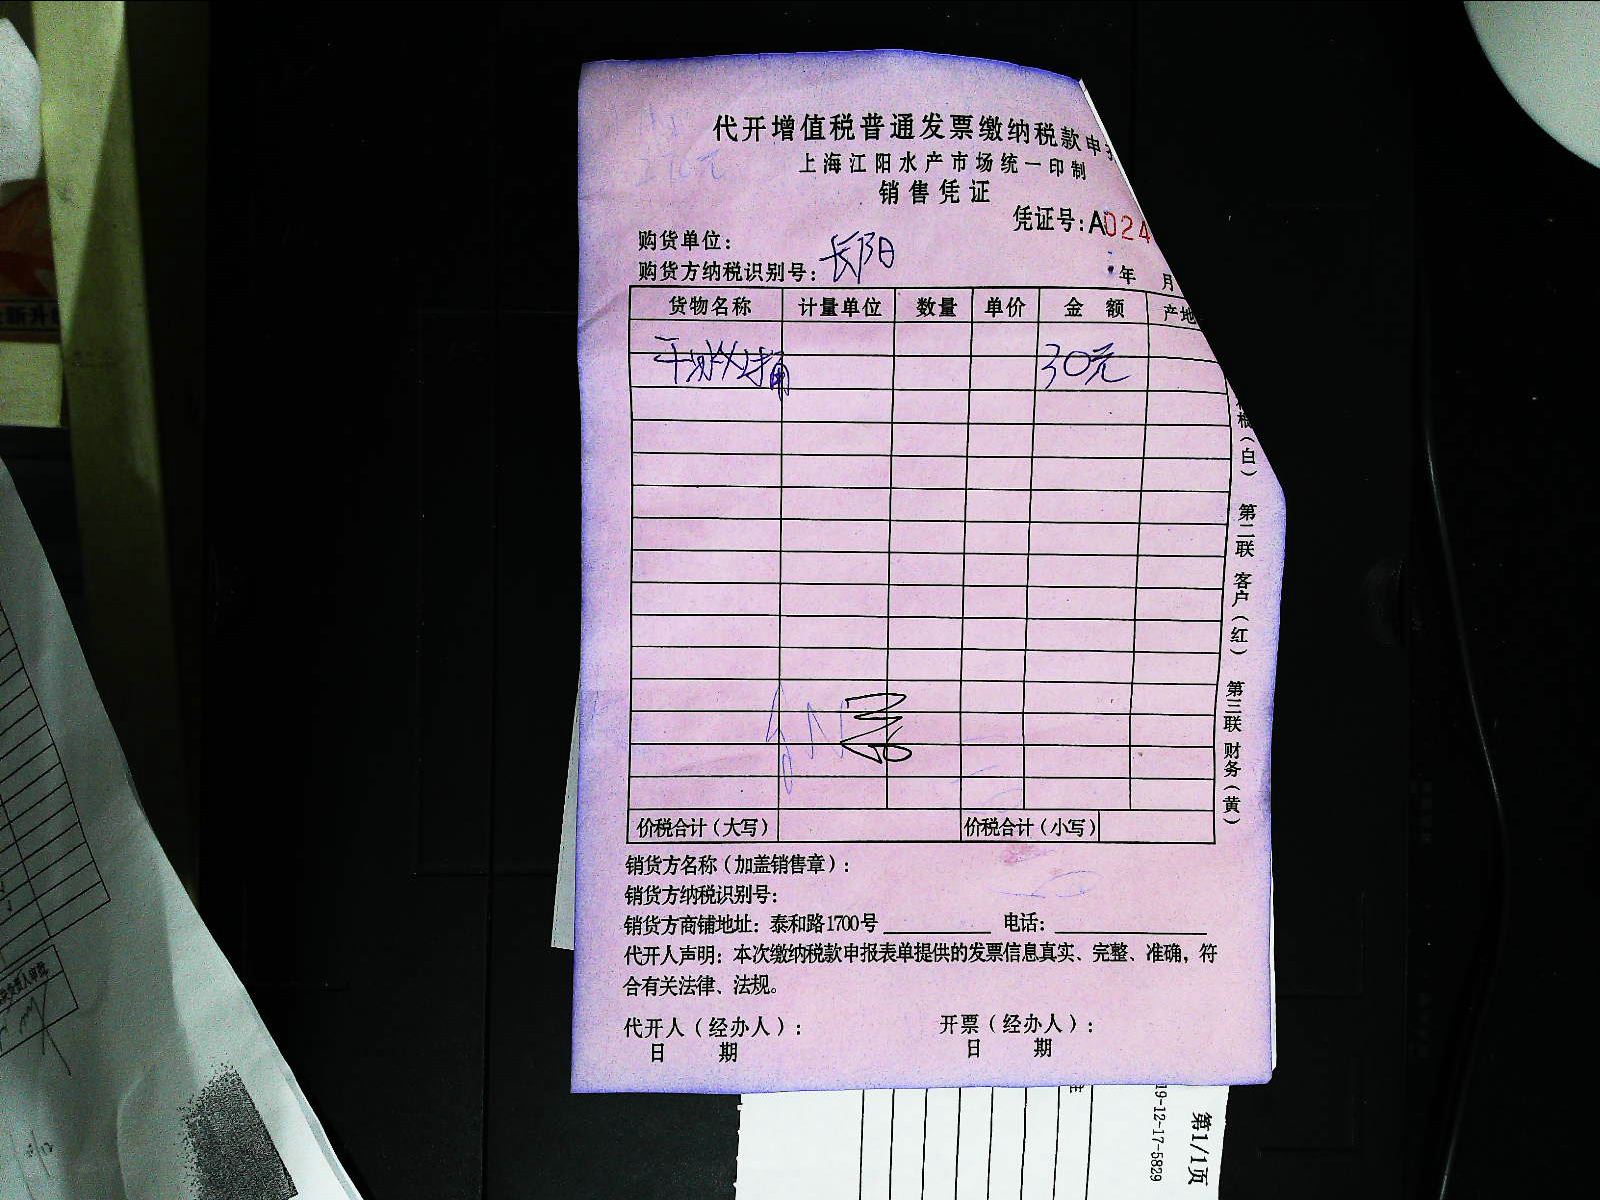 代开增值税普通发票缴纳税款申
上海江阳水产市场统一印制
销售凭证
凭证号:A024
购货单位:
长阳
购货方纳税识别号:
年 月
货物名称 计量单位 数量 单价 金 额 产地
30元
根(白) 第二联 客户(红) 第三联 财务(黄)
价税合计(大写) 价税合计(小写)
销货方名称(加盖销售章):
销货方纳税识别号:
销货方商铺地址: 泰和路1700号 电话:
代开人声明: 本次缴纳税款申报表单提供的发票信息真实、完整、准确, 符
合有关法律、法规。
代开人(经办人): 开票(经办人):
日 期 日 期
19-12-17-5829
第1/1页